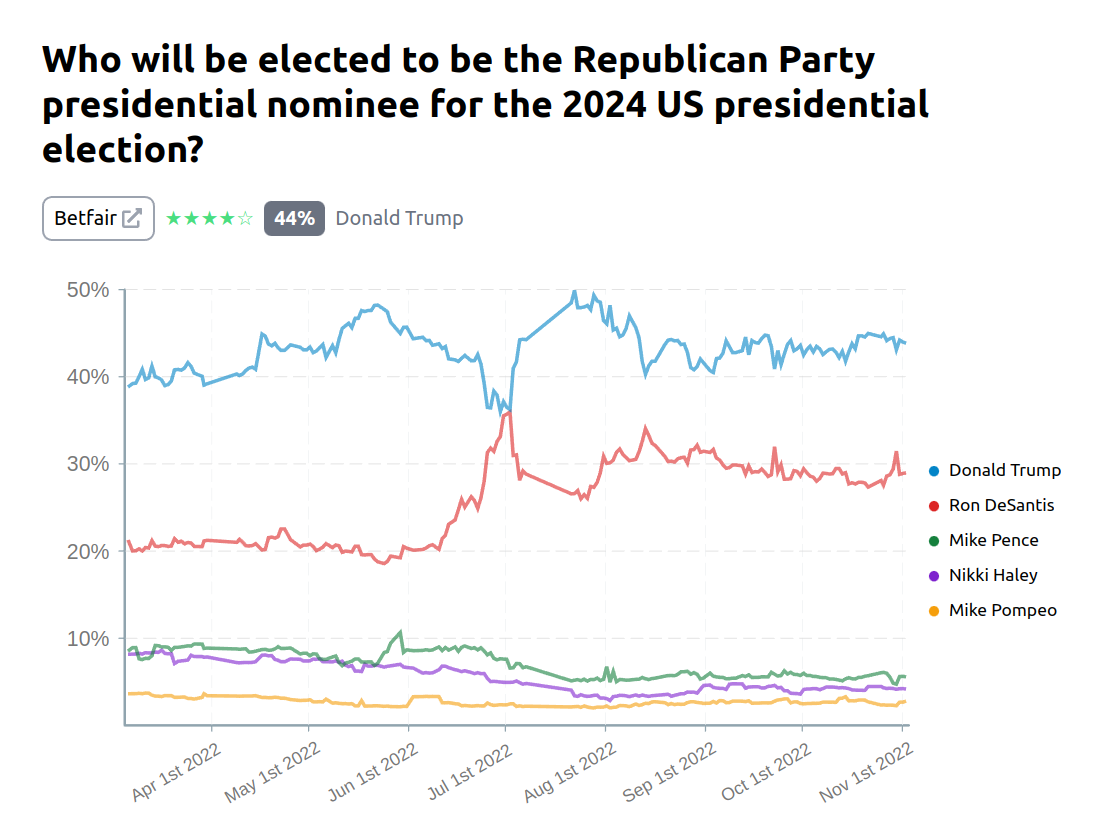 Who will be elected to be the Republican Party
presidential nominee for the 2024 US presidential
election?
Betfair ★★★★☆ 44% Donald Trump
50%
40%
30%
20%
10%
Donald Trump
Ron DeSantis
Mike Pence
Nikki Haley
Mike Pompeo
Apr 1st 2022
May 1st 2022
Jun 1st 2022
Jul 1st 2022
Aug 1st 2022
Sep 1st 2022
Oct 1st 2022
Nov 1st 2022